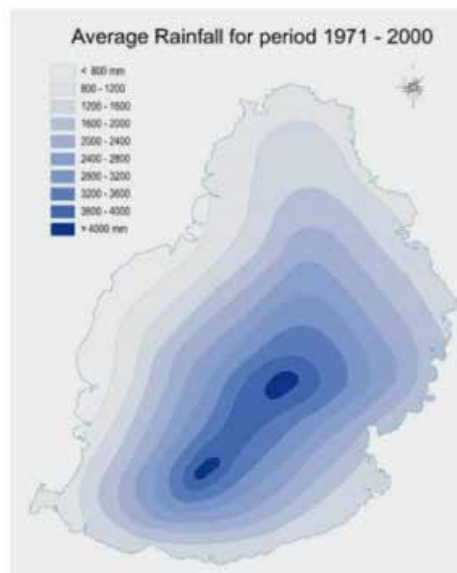 Average Rainfall for period 1971 - 2000
< 800 mm
800 - 1200
1200 - 1600
1600 - 2000
2000 - 2400
2400 - 2800
2800 - 3200
3200 - 3600
3600 - 4000
> 4000 mm